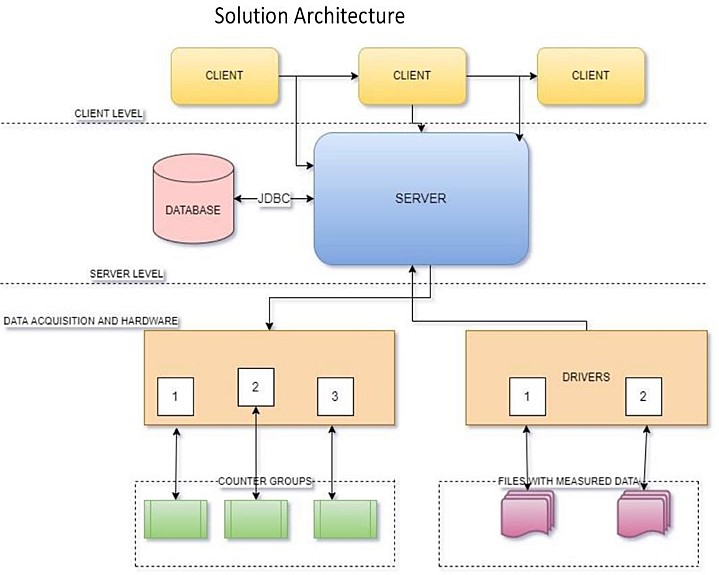 Solution Architecture
CLIENT
CLIENT
CLIENT
CLIENT LEVEL
DATABASE
JDBC
SERVER
SERVER LEVEL
DATA ACQUISITION AND HARDWARE
1
2
3
DRIVERS
1
2
COUNTER GROUPS
FILES WITH MEASURED DATA